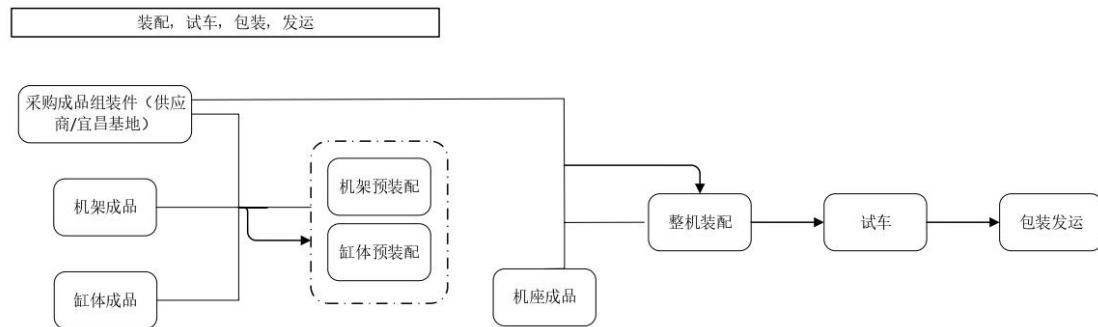 装配，试车，包装，发运
采购成品组装件（供应
商/宜昌基地）
机架成品
缸体成品
机架预装配
缸体预装配
机座成品
整机装配
试车
包装发运